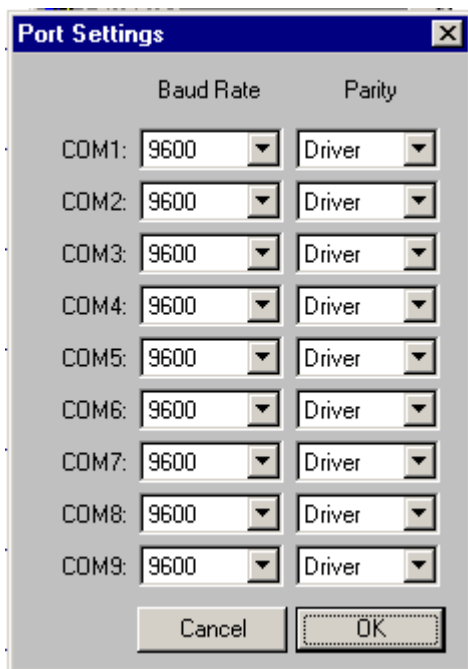 Port Settings
Baud Rate Parity
COM1: 9600 Driver
COM2: 9600 Driver
COM3: 9600 Driver
COM4: 9600 Driver
COM5: 9600 Driver
COM6: 9600 Driver
COM7: 9600 Driver
COM8: 9600 Driver
COM9: 9600 Driver
Cancel OK